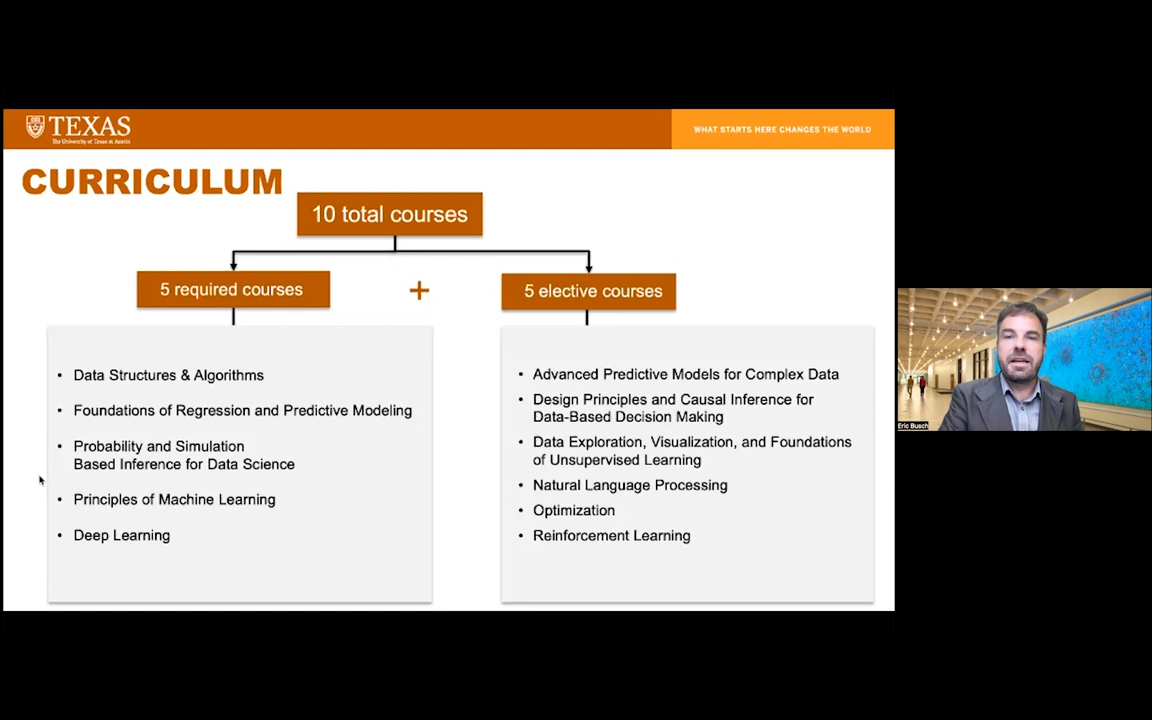 TEXAS
The University of Texas at Austin
WHAT STARTS HERE CHANGES THE WORLD
CURRICULUM
10 total courses
5 required courses
+
5 elective courses
• Data Structures & Algorithms
• Foundations of Regression and Predictive Modeling
• Probability and Simulation
Based Inference for Data Science
• Principles of Machine Learning
• Deep Learning
• Advanced Predictive Models for Complex Data
• Design Principles and Causal Inference for
Data-Based Decision Making
• Data Exploration, Visualization, and Foundations
of Unsupervised Learning
• Natural Language Processing
• Optimization
• Reinforcement Learning
Eric Busch